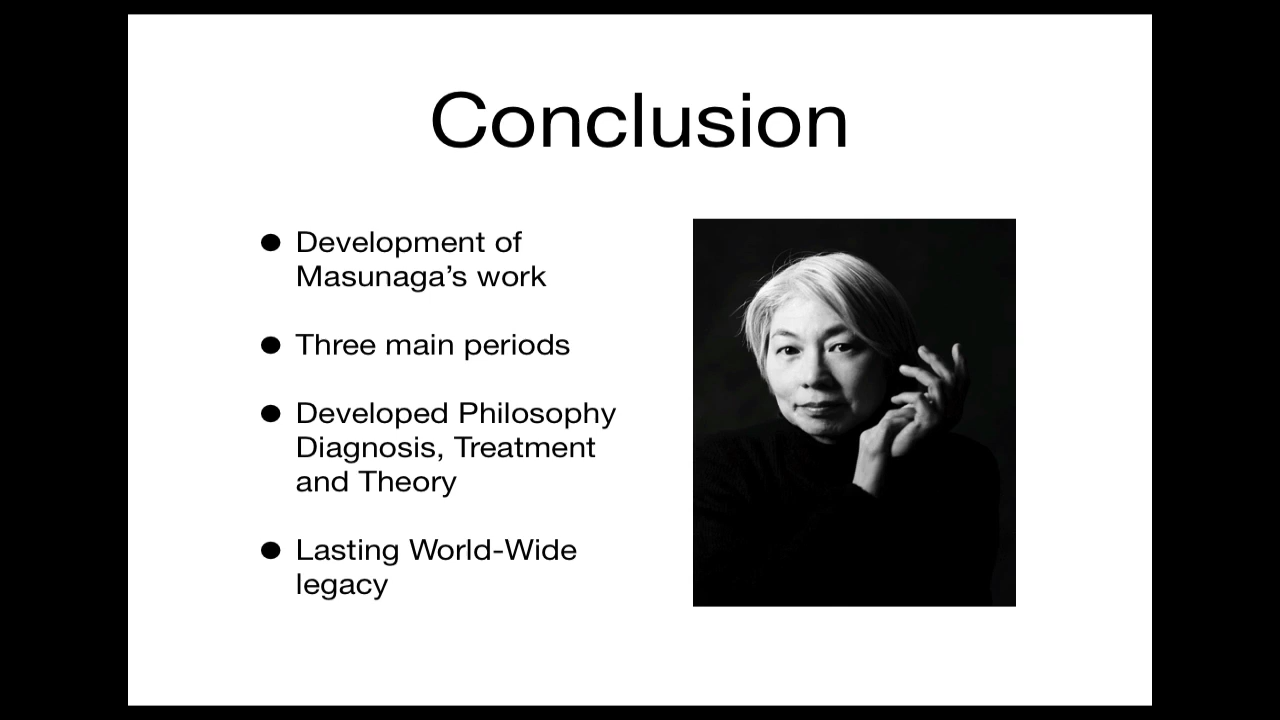 Conclusion
Development of
Masunaga’s work
Three main periods
Developed Philosophy
Diagnosis, Treatment
and Theory
Lasting World-Wide
legacy